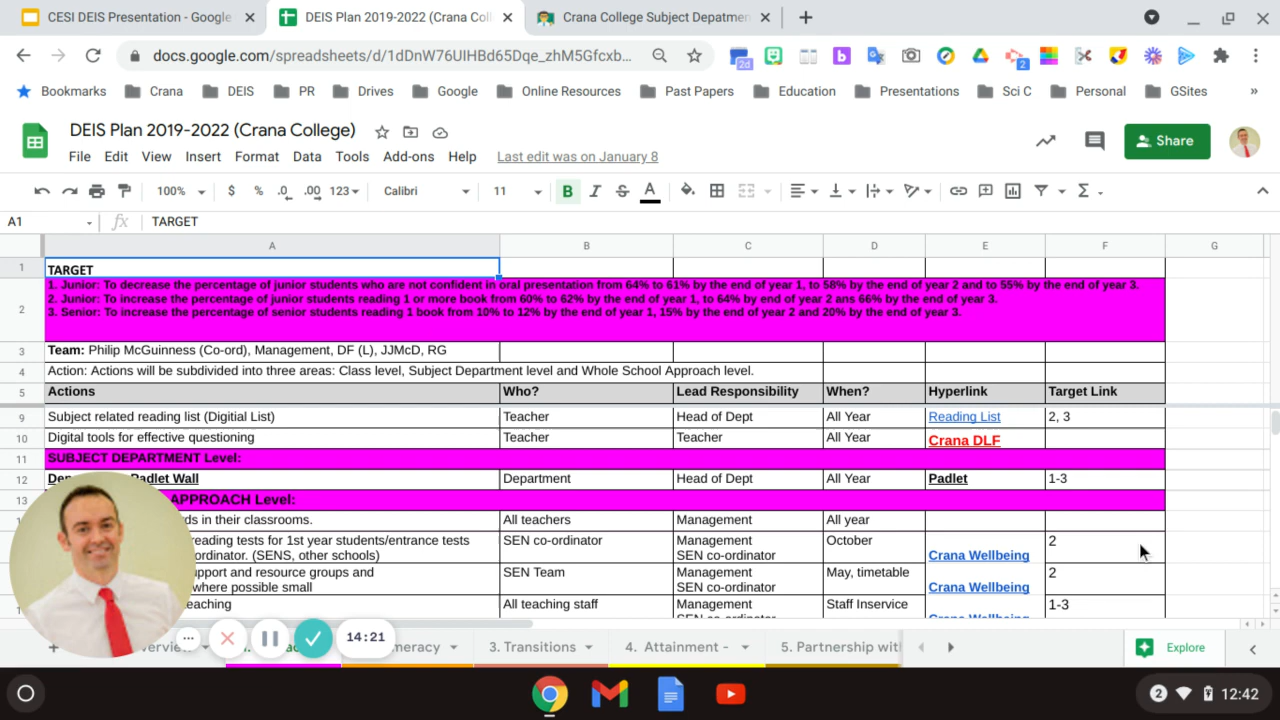 CESI DEIS Presentation - Google
DEIS Plan 2019-2022 (Crana Coll
Crana College Subject Depatmen
docs.google.com/spreadsheets/d/1dDnW76UIHBd65Dqe_zhM5Gfcxb...
2d
2
Bookmarks Crana DEIS PR Drives Google Online Resources Past Papers Education Presentations Sci C Personal GSites »
DEIS Plan 2019-2022 (Crana College)
Share
File Edit View Insert Format Data Tools Add-ons Help Last edit was on January 8
100% $ % .0 .00 123 Calibri 11 B I S A
A1 fx TARGET
A B C D E F G
1 TARGET
1. Junior: To decrease the percentage of junior students who are not confident in oral presentation from 64% to 61% by the end of year 1, to 58% by the end of year 2 and to 55% by the end of year 3.
2. Junior: To increase the percentage of junior students reading 1 or more book from 60% to 62% by the end of year 1, to 64% by end of year 2 ans 66% by the end of year 3.
2 3. Senior: To increase the percentage of senior students reading 1 book from 10% to 12% by the end of year 1, 15% by the end of year 2 and 20% by the end of year 3.
3 Team: Philip McGuinness (Co-ord), Management, DF (L), JJMcD, RG
4 Action: Actions will be subdivided into three areas: Class level, Subject Department level and Whole School Approach level.
5 Actions Who? Lead Responsibility When? Hyperlink Target Link
9 Subject related reading list (Digitial List) Teacher Head of Dept All Year Reading List 2, 3
10 Digital tools for effective questioning Teacher Teacher All Year Crana DLF
11 SUBJECT DEPARTMENT Level:
12 Padlet Wall Department Head of Dept All Year Padlet 1-3
13 APPROACH Level:
in their classrooms. All teachers Management All year
reading tests for 1st year students/entrance tests SEN co-ordinator Management October 2
(SENS, other schools) SEN co-ordinator Crana Wellbeing
and resource groups and SEN Team Management May, timetable 2
where possible small SEN co-ordinator Crana Wellbeing
All teaching staff Management Staff Inservice 1-3
SEN co-ordinator Crana Wellbeing
14:21
3. Transitions 4. Attainment - 5. Partnership wit Explore
2 12:42